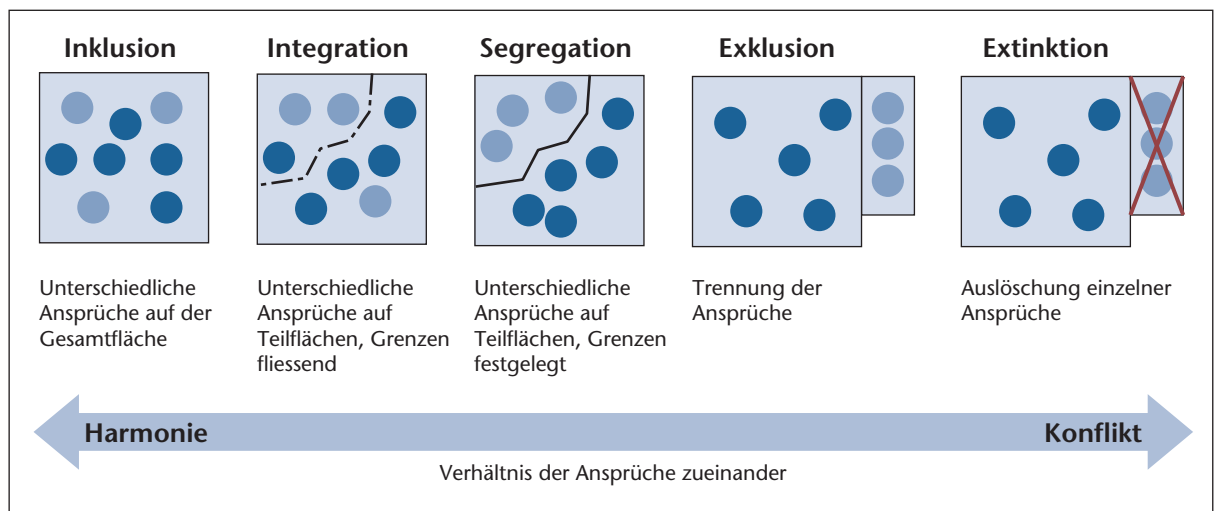 Inklusion
Integration
Segregation
Exklusion
Extinktion
Unterschiedliche
Ansprüche auf der
Gesamtfläche
Unterschiedliche
Ansprüche auf
Teilflächen, Grenzen
fliessend
Unterschiedliche
Ansprüche auf
Teilflächen, Grenzen
festgelegt
Trennung der
Ansprüche
Auslöschung einzelner
Ansprüche
Harmonie
Konflikt
Verhältnis der Ansprüche zueinander